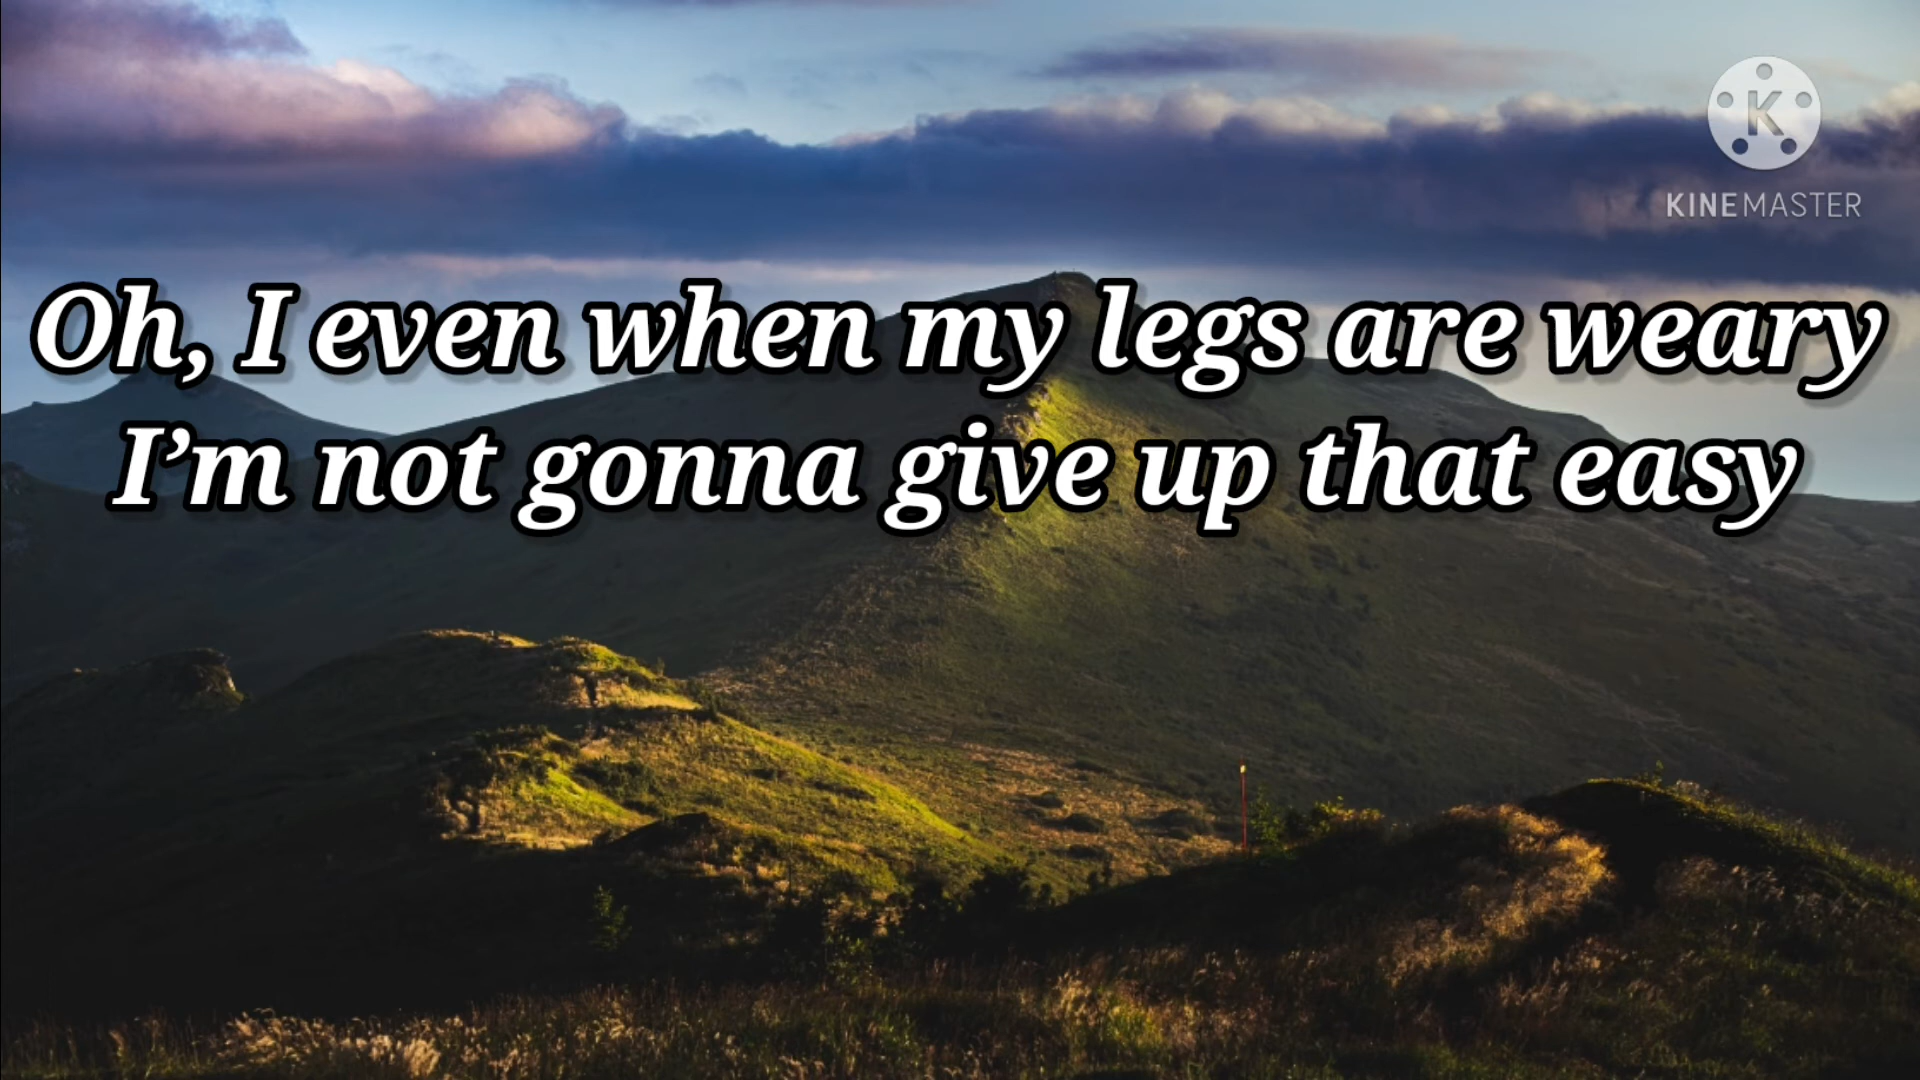 K
KINEMASTER
Oh, I even when my legs are weary
I’m not gonna give up that easy